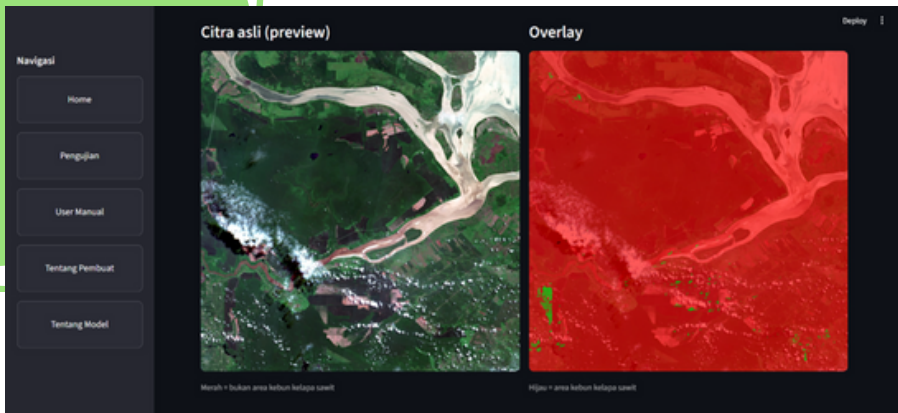 Deploy
Navigasi
Home
Pengujian
User Manual
Tentang Pembuat
Tentang Model
Citra asli (preview)
Overlay
Merah = bukan area kebun kelapa sawit
Hijau = area kebun kelapa sawit